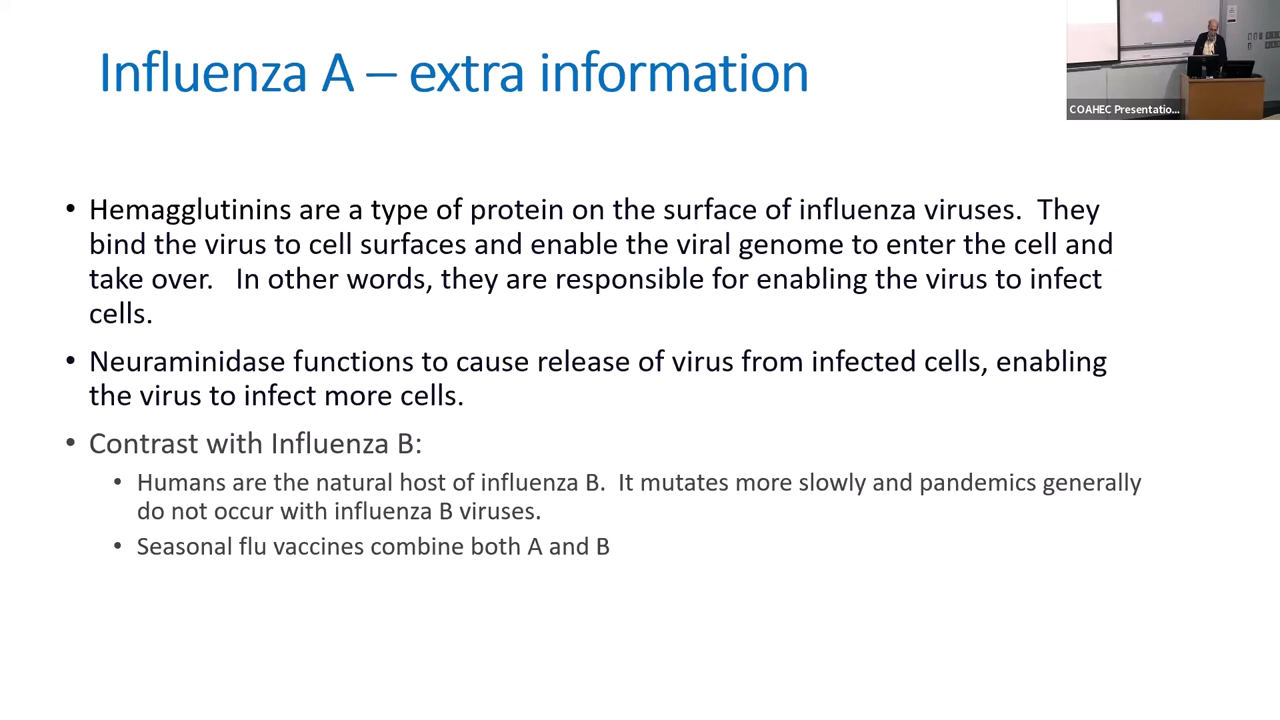 Influenza A – extra information
COAHEC Presentatio...
• Hemagglutinins are a type of protein on the surface of influenza viruses.  They
bind the virus to cell surfaces and enable the viral genome to enter the cell and
take over.   In other words, they are responsible for enabling the virus to infect
cells.
• Neuraminidase functions to cause release of virus from infected cells, enabling
the virus to infect more cells.
• Contrast with Influenza B:
• Humans are the natural host of influenza B.  It mutates more slowly and pandemics generally
do not occur with influenza B viruses.
• Seasonal flu vaccines combine both A and B